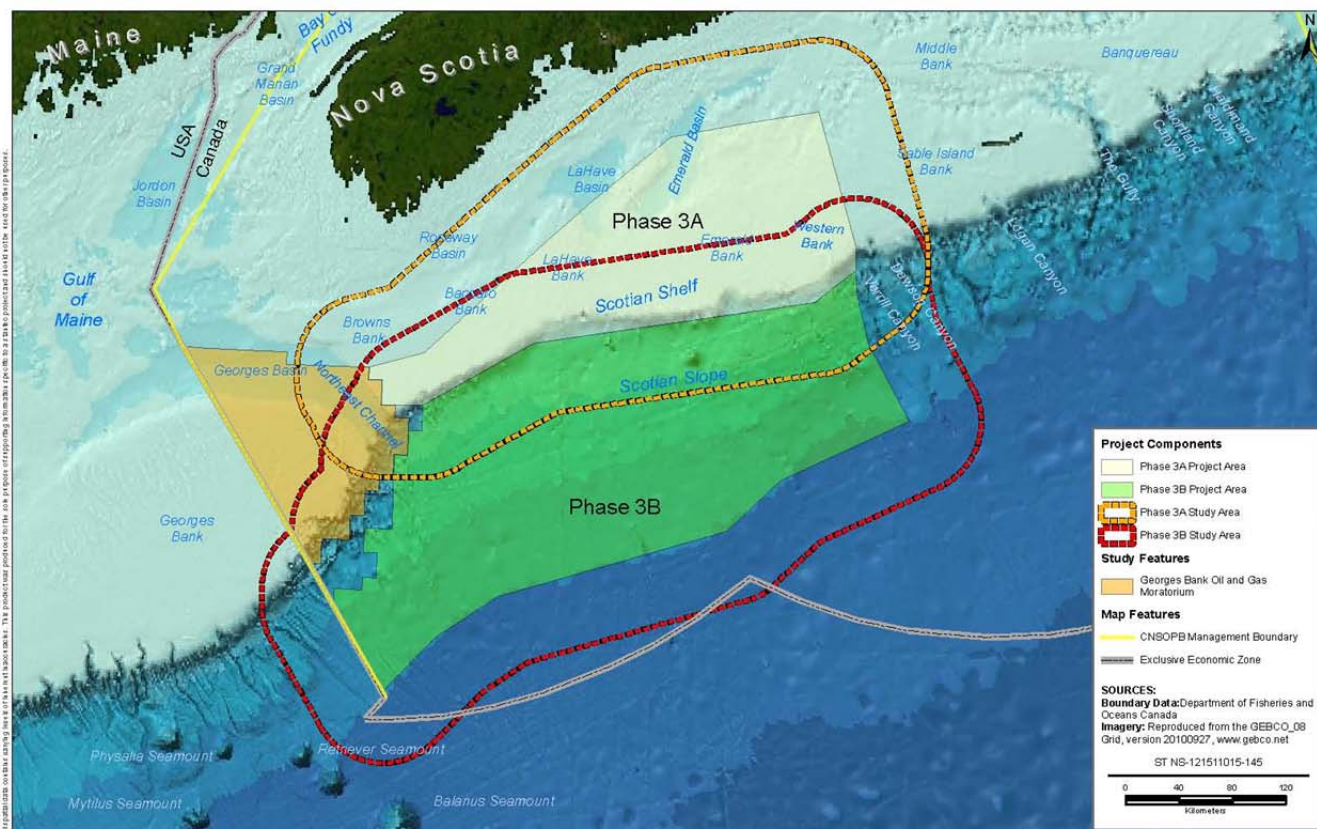 Maine
Bay of
Fundy
Nova Scotia
Grand
Manan
Basin
USA
Canada
Jordon
Basin
Gulf
of
Maine
Middle
Bank
Banquereau
N
Emerald Basin
LaHave
Basin
Sable Island
Bank
Shortland
Canyon
Haldimand
Canyon
The Gully
Logan Canyon
Dawson Canyon
Verrill Canyon
Phase 3A
Roseway
Basin
LaHave
Bank
Emerald
Bank
Western
Bank
Baccaro
Bank
Scotian Shelf
Browns
Bank
Georges Basin
Northeast Channel
Scotian Slope
Phase 3B
Georges
Bank
Physalia Seamount
Retriever Seamount
Mytilus Seamount
Balanus Seamount
Project Components
Phase 3A Project Area
Phase 3B Project Area
Phase 3A Study Area
Phase 3B Study Area
Study Features
Georges Bank Oil and Gas
Moratorium
Map Features
CNSOPB Management Boundary
Exclusive Economic Zone
SOURCES:
Boundary Data:Department of Fisheries and
Oceans Canada
Imagery: Reproduced from the GEBCO_08
Grid, version 20100927, www.gebco.net
ST NS-121511015-145
0 40 80 120
Kilometers